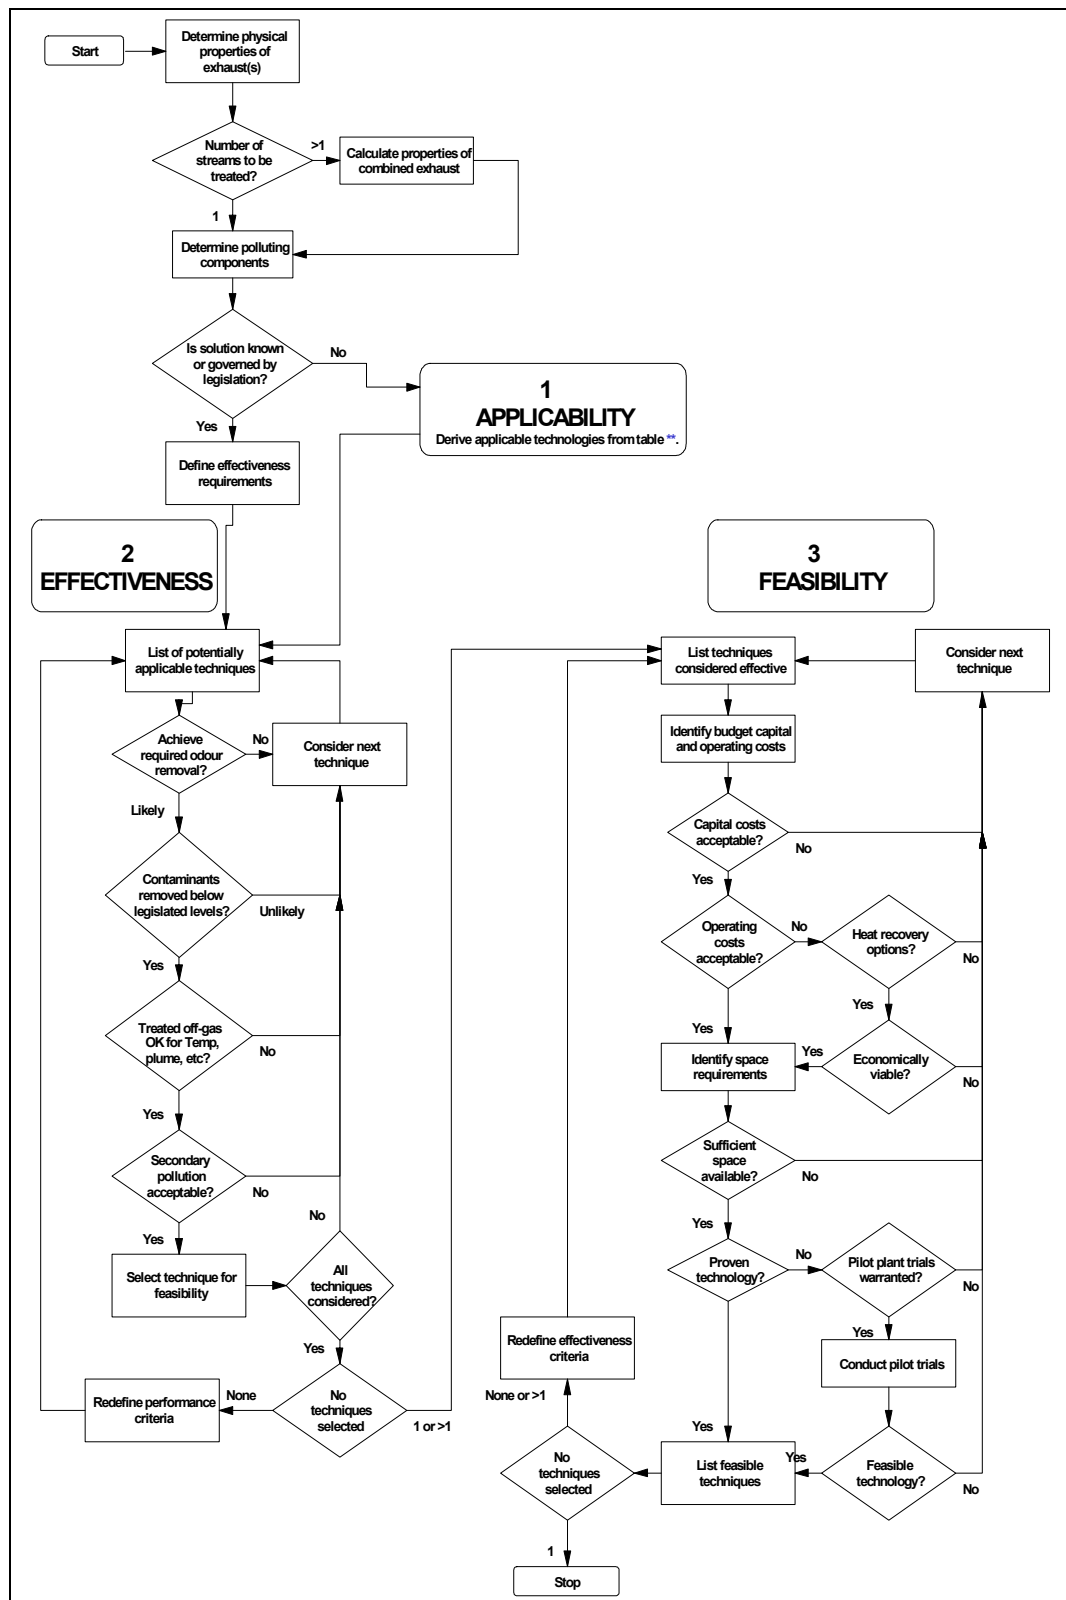 Start
Determine physical
properties of
exhaust(s)
Number of
streams to be
treated?
>1
Calculate properties of
combined exhaust
1
Determine polluting
components
Is solution known
or governed by
legislation?
No
1
APPLICABILITY
Derive applicable technologies from table **.
Yes
Define effectiveness
requirements
2
EFFECTIVENESS
3
FEASIBILITY
List of potentially
applicable techniques
Achieve
required odour
removal?
No
Consider next
technique
Likely
Contaminants
removed below
legislated levels?
Unlikely
Yes
Treated off-gas
OK for Temp,
plume, etc?
No
Yes
Secondary
pollution
acceptable?
No
Yes
Select technique for
feasibility
No
All
techniques
considered?
Yes
No
techniques
selected
None
Redefine performance
criteria
1 or >1
List techniques
considered effective
Consider next
technique
Identify budget capital
and operating costs
Capital costs
acceptable?
No
Yes
Operating
costs
acceptable?
No
Heat recovery
options?
No
Yes
Yes
Identify space
requirements
Yes
Economically
viable?
No
Sufficient
space
available?
No
Yes
Proven
technology?
No
Pilot plant trials
warranted?
No
Yes
Conduct pilot trials
Yes
List feasible
techniques
Yes
Feasible
technology?
No
Redefine effectiveness
criteria
None or >1
No
techniques
selected
1
Stop